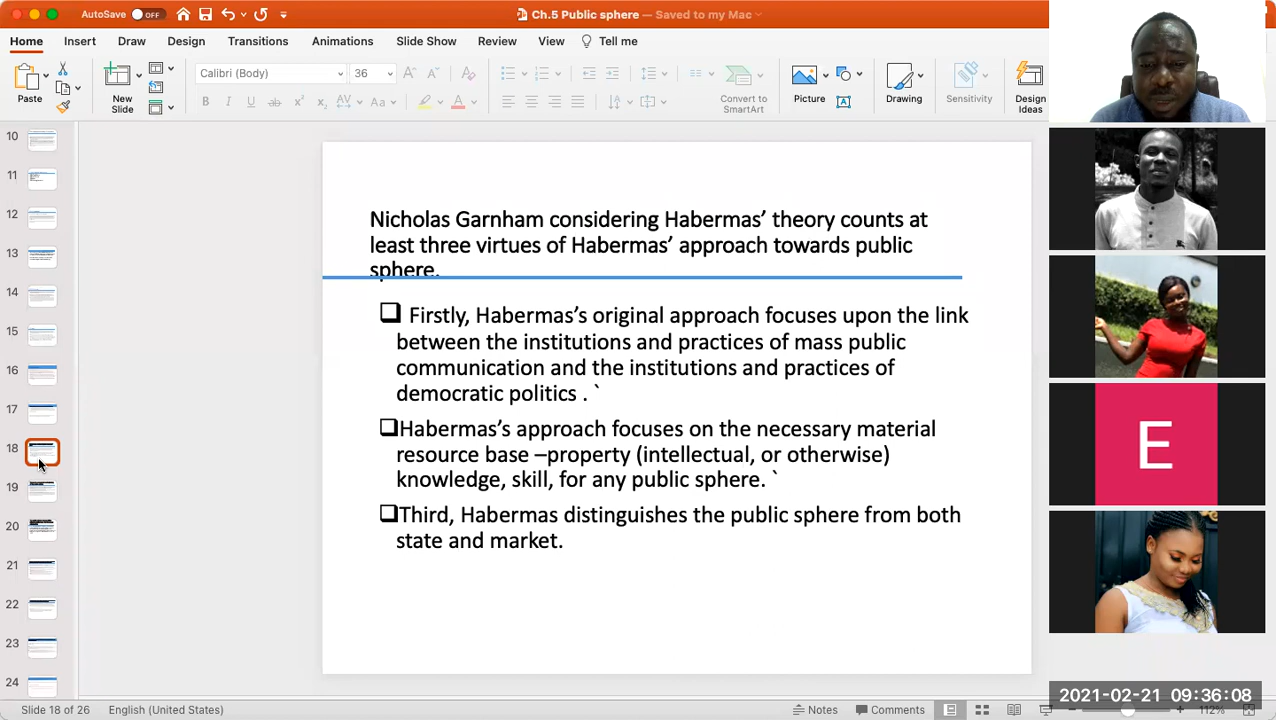 AutoSave OFF
Ch.5 Public sphere — Saved to my Mac
Home Insert Draw Design Transitions Animations Slide Show Review View Tell me
Calibri (Body) 36
Paste
New Slide
Convert to SmartArt
Picture
Drawing
Sensitivity
Design Ideas
10
11
12
13
14
15
16
17
18
19
20
21
22
23
24
Nicholas Garnham considering Habermas’ theory counts at
least three virtues of Habermas’ approach towards public
sphere.
Firstly, Habermas’s original approach focuses upon the link
between the institutions and practices of mass public
communication and the institutions and practices of
democratic politics . `
Habermas’s approach focuses on the necessary material
resource base –property (intellectual, or otherwise)
knowledge, skill, for any public sphere. `
Third, Habermas distinguishes the public sphere from both
state and market.
E
Slide 18 of 26 English (United States) Notes Comments 112%
2021-02-21 09:36:08